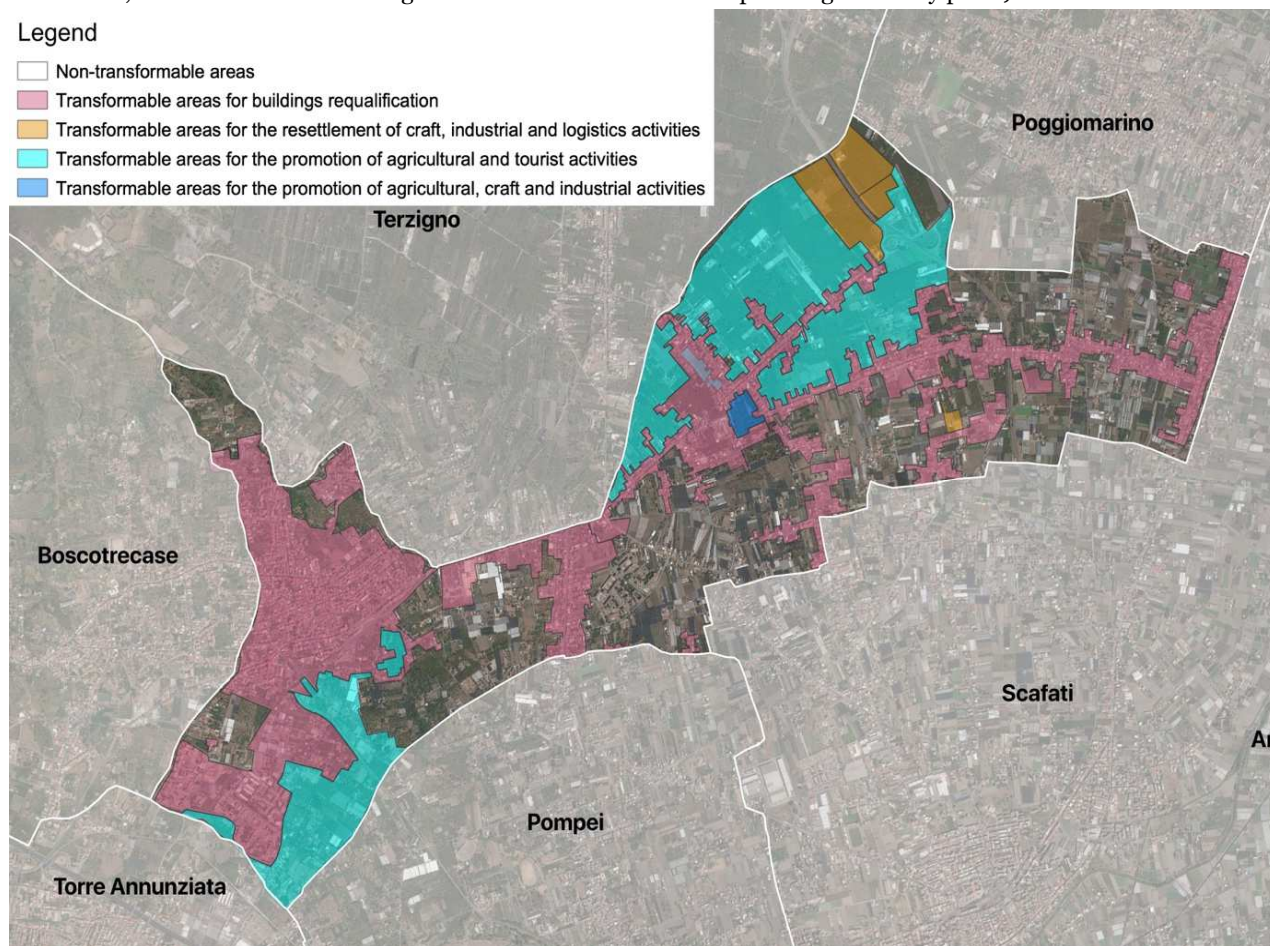 Legend
Non-transformable areas
Transformable areas for buildings requalification
Transformable areas for the resettlement of craft, industrial and logistics activities
Transformable areas for the promotion of agricultural and tourist activities
Transformable areas for the promotion of agricultural, craft and industrial activities
Poggiomarino
Terzigno
Boscotrecase
Scafati
Pompei
Torre Annunziata